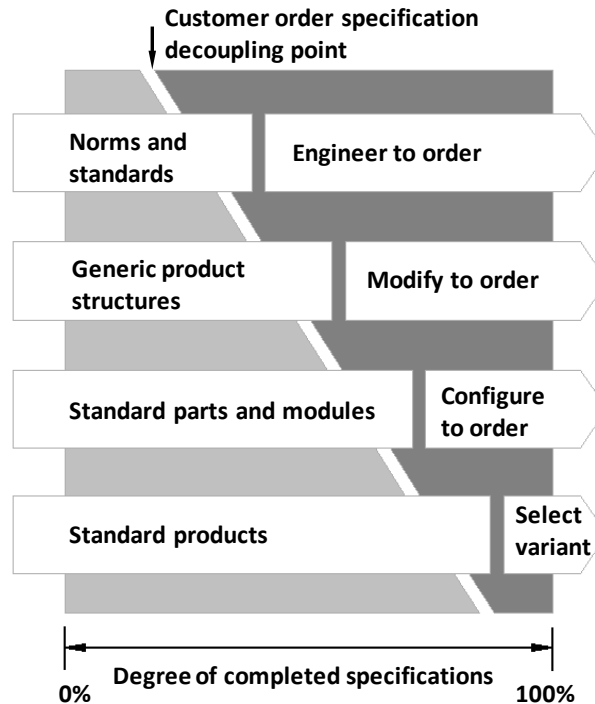 Customer order specification
decoupling point
Norms and
standards
Engineer to order
Generic product
structures
Modify to order
Standard parts and modules
Configure
to order
Standard products
Select
variant
Degree of completed specifications
0%
100%